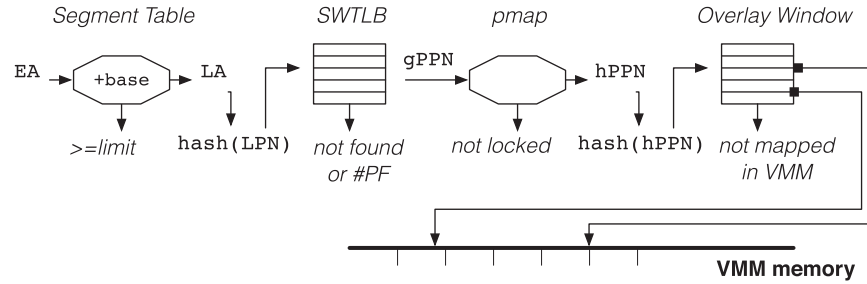 Segment Table
SWTLB
pmap
Overlay Window
EA
+base
LA
gPPN
hPPN
>=limit
hash(LPN)
not found
or #PF
not locked
hash(hPPN)
not mapped
in VMM
VMM memory